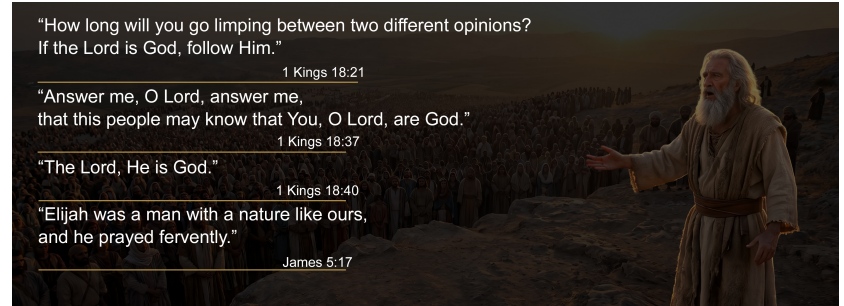 “How long will you go limping between two different opinions?
If the Lord is God, follow Him.”
1 Kings 18:21
“Answer me, O Lord, answer me,
that this people may know that You, O Lord, are God.”
1 Kings 18:37
“The Lord, He is God.”
1 Kings 18:40
“Elijah was a man with a nature like ours,
and he prayed fervently.”
James 5:17